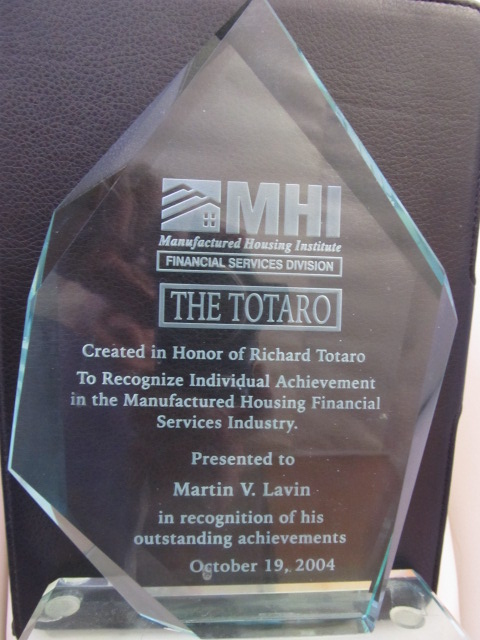 MHI
Manufactured Housing Institute
FINANCIAL SERVICES DIVISION
THE TOTARO
Created in Honor of Richard Totaro
To Recognize Individual Achievement
in the Manufactured Housing Financial
Services Industry.
Presented to
Martin V. Lavin
in recognition of his
outstanding achievements
October 19, 2004